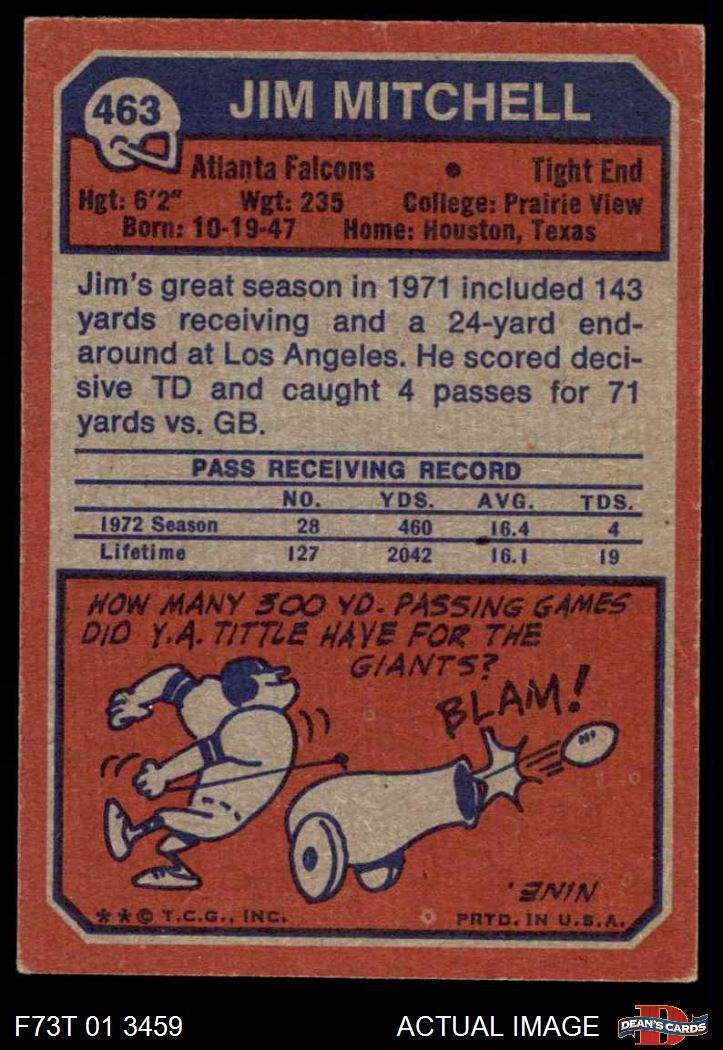 463
JIM MITCHELL
Atlanta Falcons • Tight End
Hgt: 6'2" Wgt: 235 College: Prairie View
Born: 10-19-47 Home: Houston, Texas
Jim's great season in 1971 included 143
yards receiving and a 24-yard end-
around at Los Angeles. He scored deci-
sive TD and caught 4 passes for 71
yards vs. GB.
PASS RECEIVING RECORD
NO. YDS. AVG. TDS.
1972 Season 28 460 16.4 4
Lifetime 127 2042 16.1 19
HOW MANY 300 YD. PASSING GAMES
DID Y.A. TITTLE HAVE FOR THE
GIANTS?
BLAM!
NINE.
**© T.C.G., INC. PRTD. IN U.S.A.
F73T 01 3459 ACTUAL IMAGE D DEAN'S CARDS